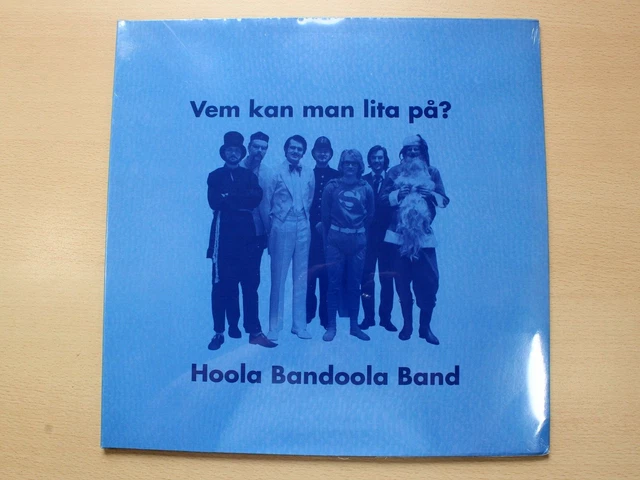 Vem kan man lita på?
S
Hoola Bandoola Band